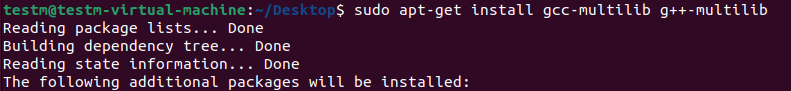 testm@testm-virtual-machine:~/Desktop$ sudo apt-get install gcc-multilib g++-multilib
Reading package lists... Done
Building dependency tree... Done
Reading state information... Done
The following additional packages will be installed: